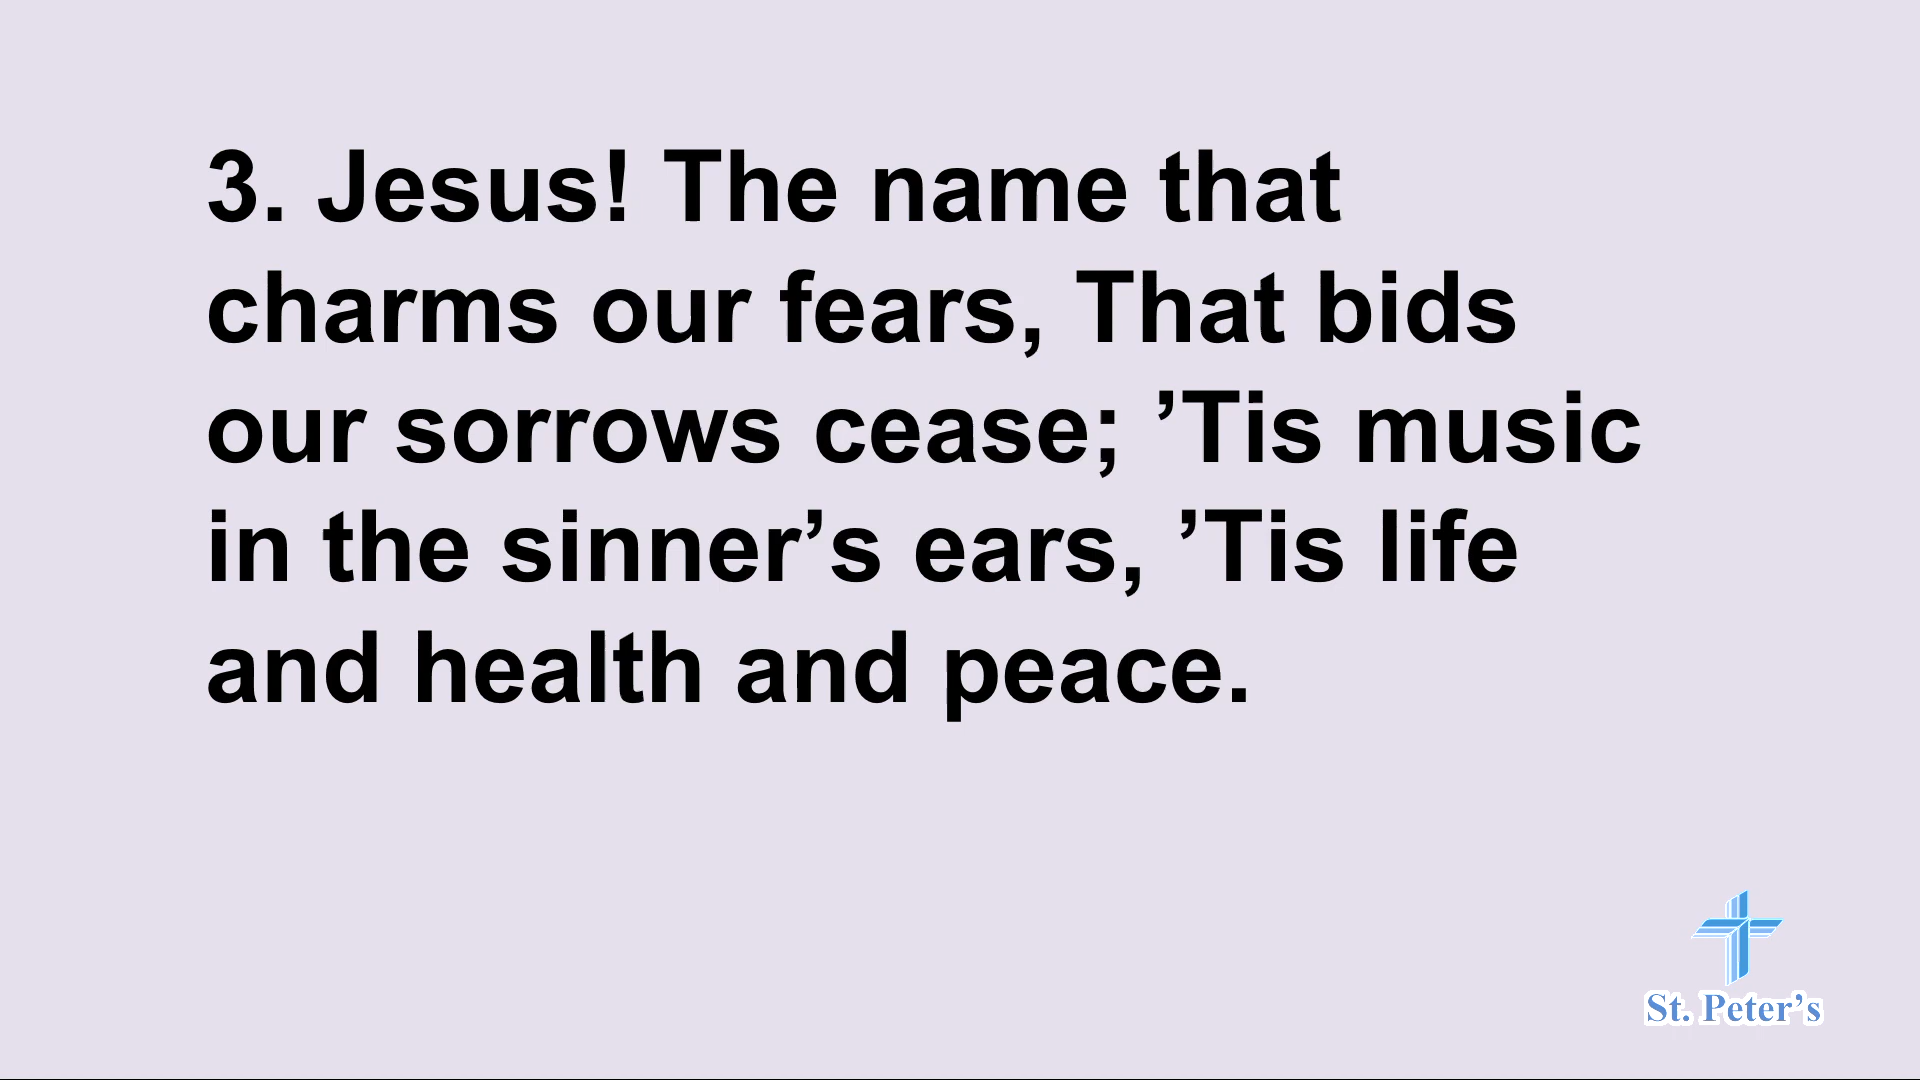 3. Jesus! The name that
charms our fears, That bids
our sorrows cease; ’Tis music
in the sinner’s ears, ’Tis life
and health and peace.
St. Peter’s